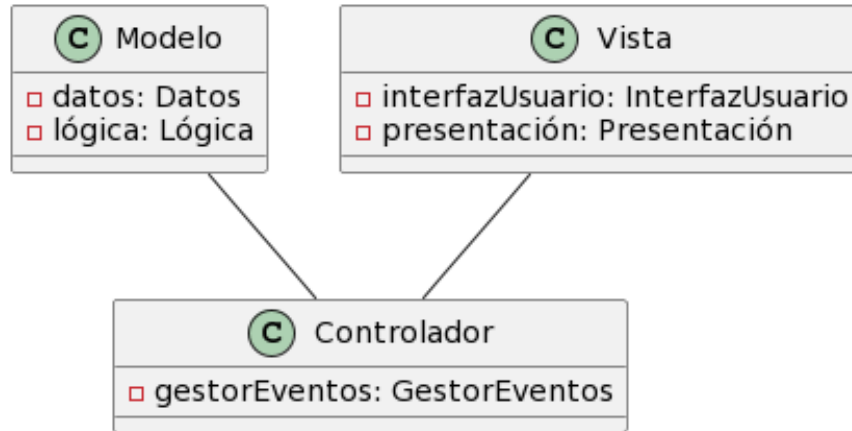 C Modelo
datos: Datos
lógica: Lógica
C Vista
interfazUsuario: InterfazUsuario
presentación: Presentación
C Controlador
gestorEventos: GestorEventos